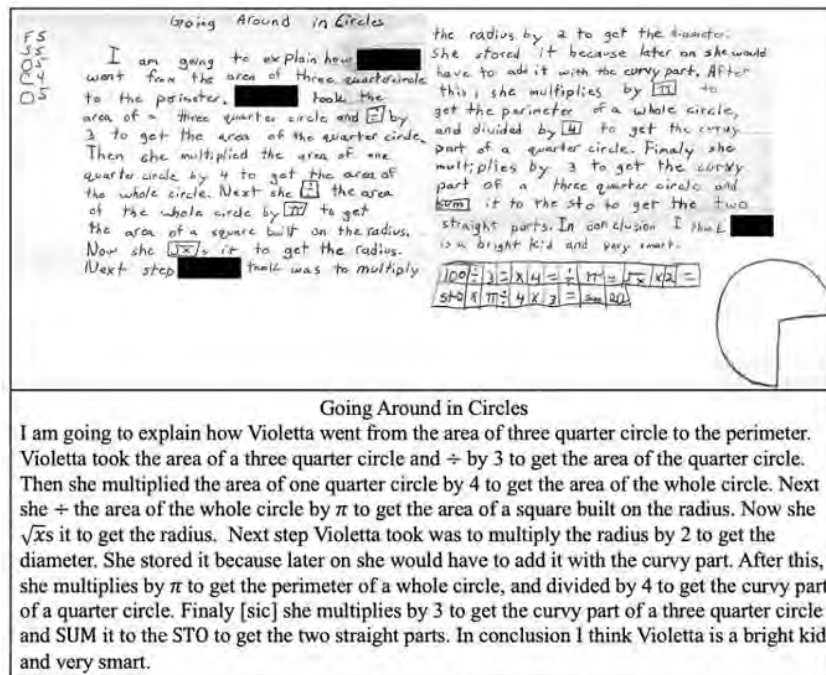 Going Around in Circles
F5
S5
O5
C4
O5
I am going to explain how
went from the area of three quartercircle
to the perimeter. took the
area of a three quarter circle and ÷ by
3 to get the area of the quarter circle.
Then she multiplied the area of one
quarter circle by 4 to get the area of
the whole circle. Next she ÷ the area
of the whole circle by π to get
the area of a square built on the radius.
Now she √x s it to get the radius.
Next step took was to multiply
the radius by 2 to get the diameter.
She stored it because later on she would
have to add it with the curvy part. After
this, she multiplies by π to
get the perimeter of a whole circle,
and divided by 4 to get the curvy
part of a quarter circle. Finaly she
multiplies by 3 to get the curvy
part of a three quarter circle and
sum it to the sto to get the two
straight parts. In conclusion I think
is a bright kid and very smart.
100 ÷ 3 = x 4 = ÷ π = √x x 2 =
sto x π ÷ 4 x 3 = sum
Going Around in Circles
I am going to explain how Violetta went from the area of three quarter circle to the perimeter.
Violetta took the area of a three quarter circle and ÷ by 3 to get the area of the quarter circle.
Then she multiplied the area of one quarter circle by 4 to get the area of the whole circle. Next
she ÷ the area of the whole circle by π to get the area of a square built on the radius. Now she
√xs it to get the radius. Next step Violetta took was to multiply the radius by 2 to get the
diameter. She stored it because later on she would have to add it with the curvy part. After this,
she multiplies by π to get the perimeter of a whole circle, and divided by 4 to get the curvy part
of a quarter circle. Finaly [sic] she multiplies by 3 to get the curvy part of a three quarter circle
and SUM it to the STO to get the two straight parts. In conclusion I think Violetta is a bright kid
and very smart.